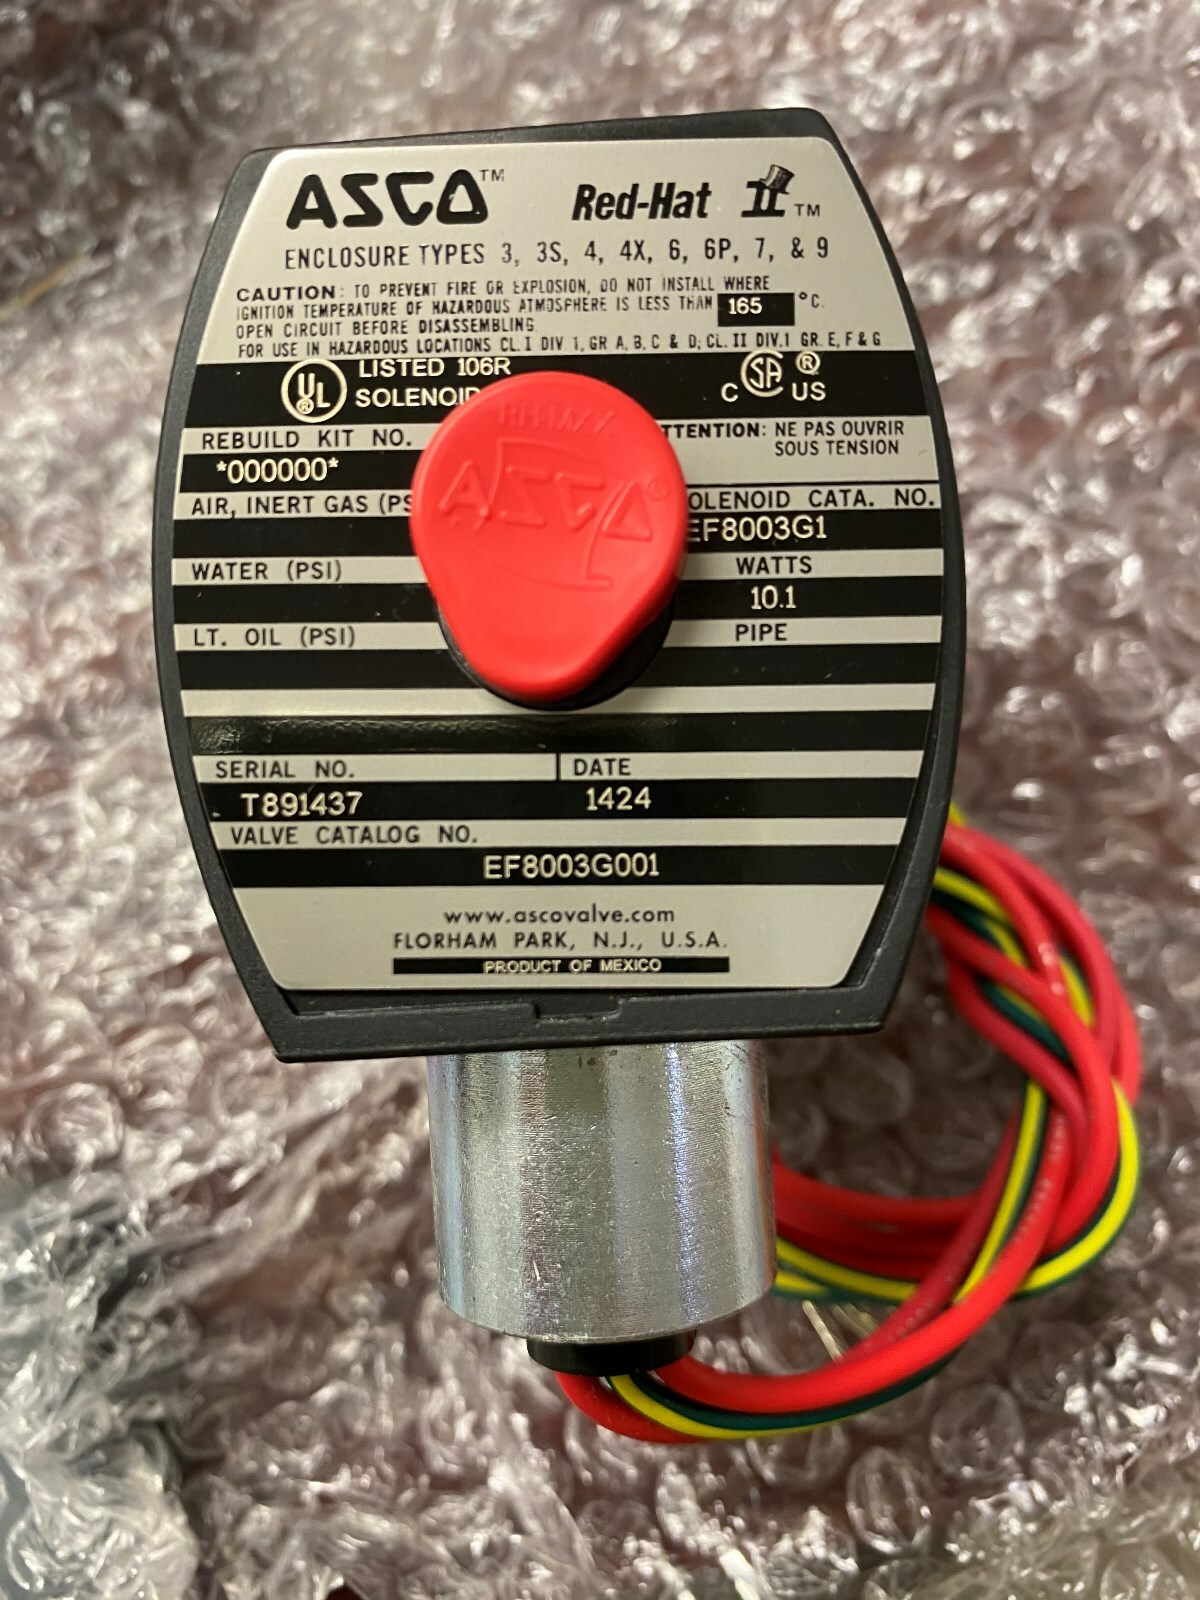 ASCO™ Red-Hat II™
ENCLOSURE TYPES 3, 3S, 4, 4X, 6, 6P, 7, & 9
CAUTION: TO PREVENT FIRE OR EXPLOSION, DO NOT INSTALL WHERE
IGNITION TEMPERATURE OF HAZARDOUS ATMOSPHERE IS LESS THAN 165 °C.
OPEN CIRCUIT BEFORE DISASSEMBLING
FOR USE IN HAZARDOUS LOCATIONS CL. I DIV. 1, GR A, B, C & D; CL. II DIV.1 GR. E, F & G
UL® LISTED 106R
SOLENOID
C SA® US
REBUILD KIT NO.
*000000*
TTENTION: NE PAS OUVRIR
SOUS TENSION
AIR, INERT GAS (PS
OLENOID CATA. NO.
EF8003G1
WATER (PSI)
WATTS
10.1
LT. OIL (PSI)
PIPE
ASCO®
SERIAL NO. DATE
T891437 1424
VALVE CATALOG NO.
EF8003G001
www.ascovalve.com
FLORHAM PARK, N.J., U.S.A.
PRODUCT OF MEXICO